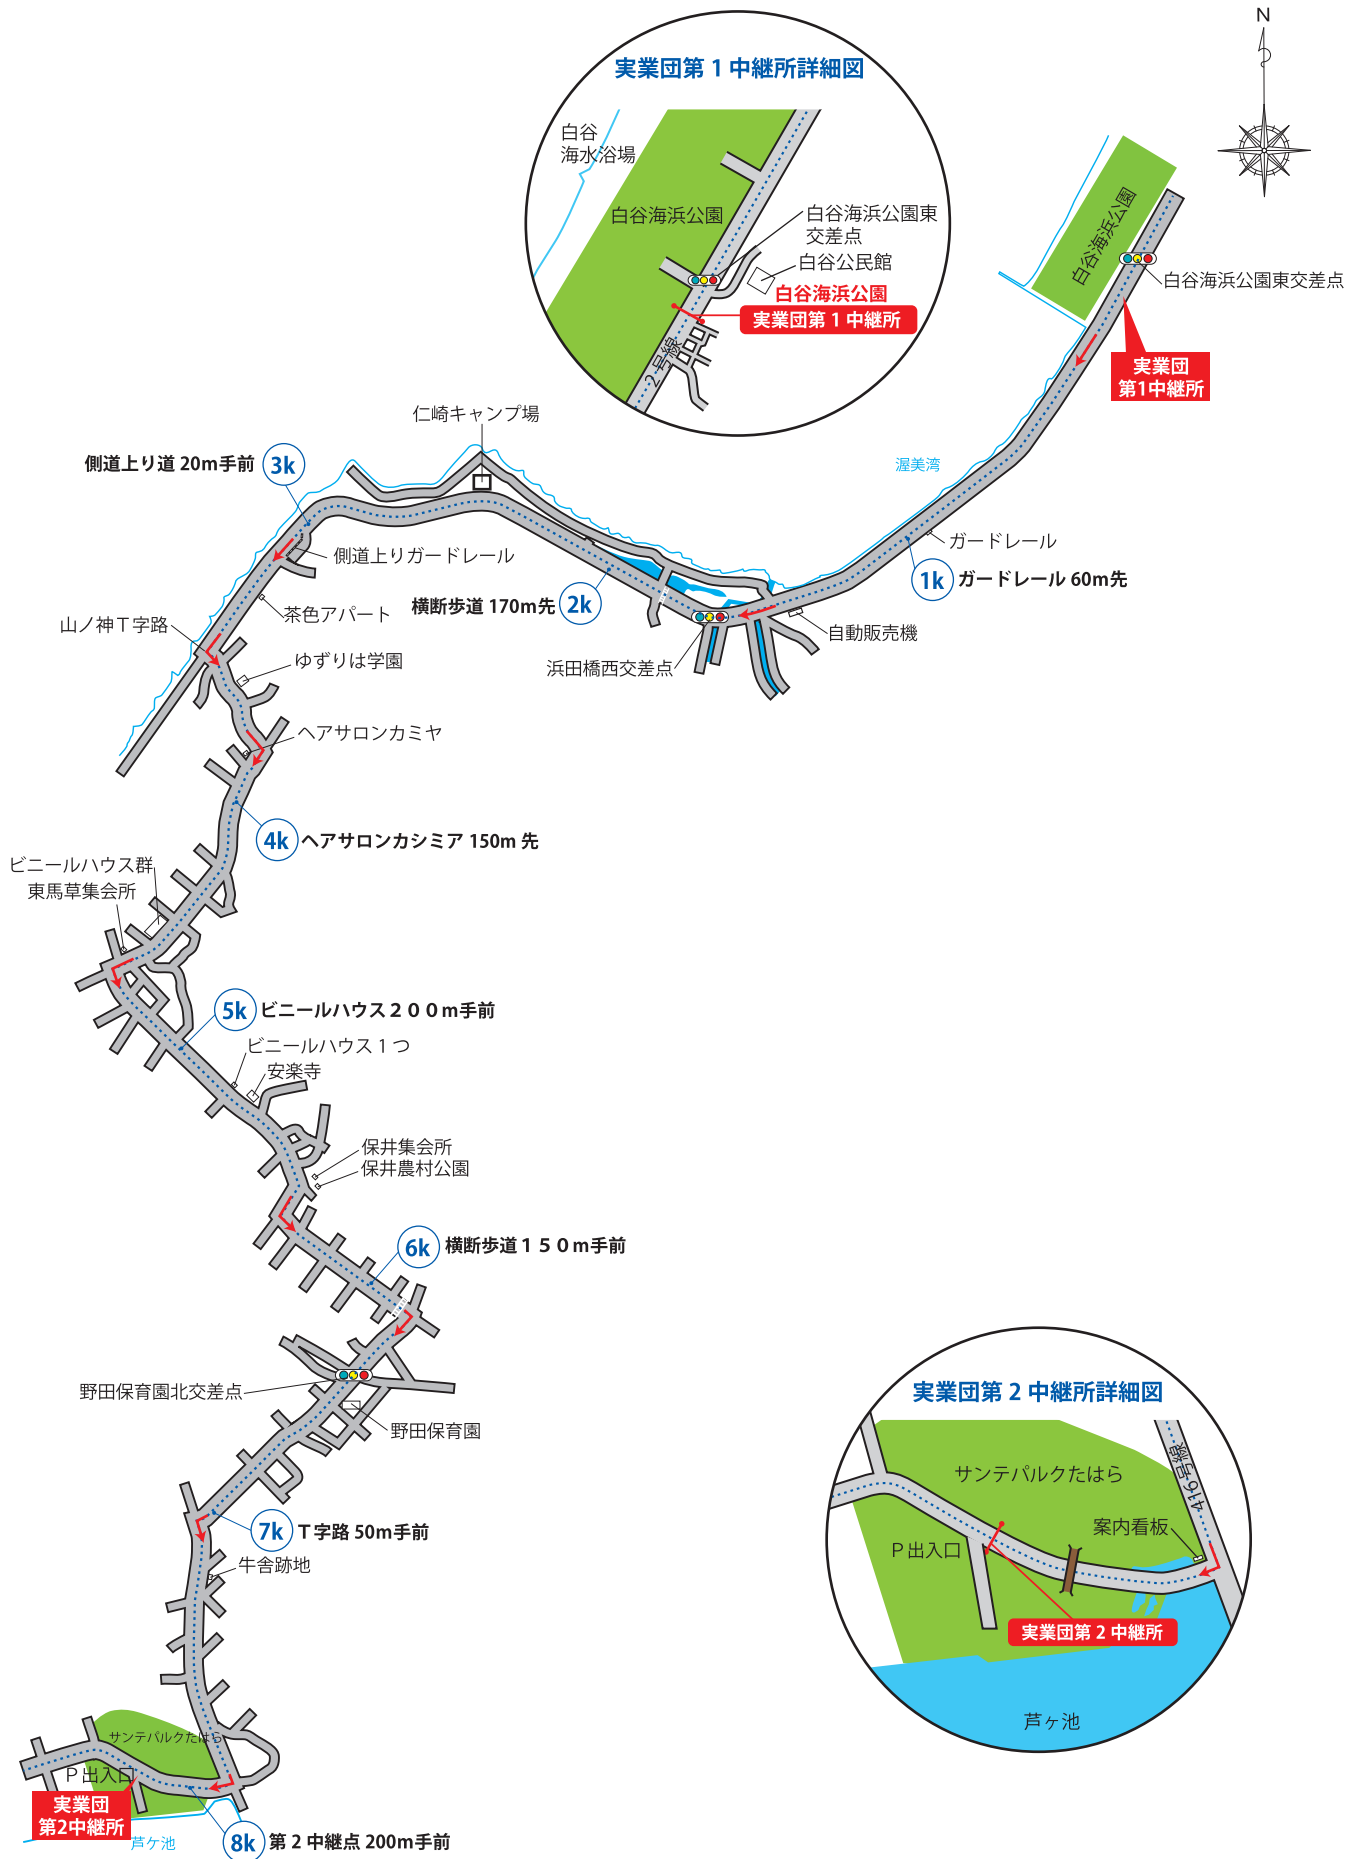 N
実業団第1中継所詳細図
白谷
海水浴場
白谷海浜公園
白谷海浜公園東
交差点
白谷公民館
白谷海浜公園
実業団第1中継所
2号線
白谷海浜公園
白谷海浜公園東交差点
実業団
第1中継所
仁崎キャンプ場
側道上り道 20m手前
3k
渥美湾
ガードレール
側道上りガードレール
1k
ガードレール 60m先
横断歩道 170m先
2k
茶色アパート
山ノ神T字路
自動販売機
ゆずりは学園
浜田橋西交差点
ヘアサロンカミヤ
4k
ヘアサロンカシミア 150m 先
ビニールハウス群
東馬草集会所
5k
ビニールハウス200m手前
ビニールハウス1つ
安楽寺
保井集会所
保井農村公園
6k
横断歩道150m手前
野田保育園北交差点
野田保育園
実業団第2中継所詳細図
サンテパルクたはら
416号線
案内看板
P出入口
実業団第2中継所
芦ヶ池
7k
T字路 50m手前
牛舎跡地
サンテパルクたはら
P出入口
実業団
第2中継所
芦ケ池
8k
第2中継点 200m手前